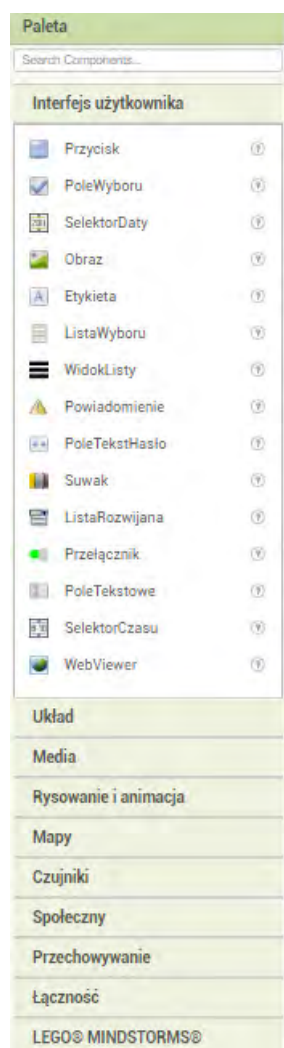 Paleta
Search Components...
Interfejs użytkownika
Przycisk
PoleWyboru
SelektorDaty
Obraz
Etykieta
ListaWyboru
WidokListy
Powiadomienie
PoleTekstHasło
Suwak
ListaRozwijana
Przełącznik
PoleTekstowe
SelektorCzasu
WebViewer
Układ
Media
Rysowanie i animacja
Mapy
Czujniki
Społeczny
Przechowywanie
Łączność
LEGO® MINDSTORMS®